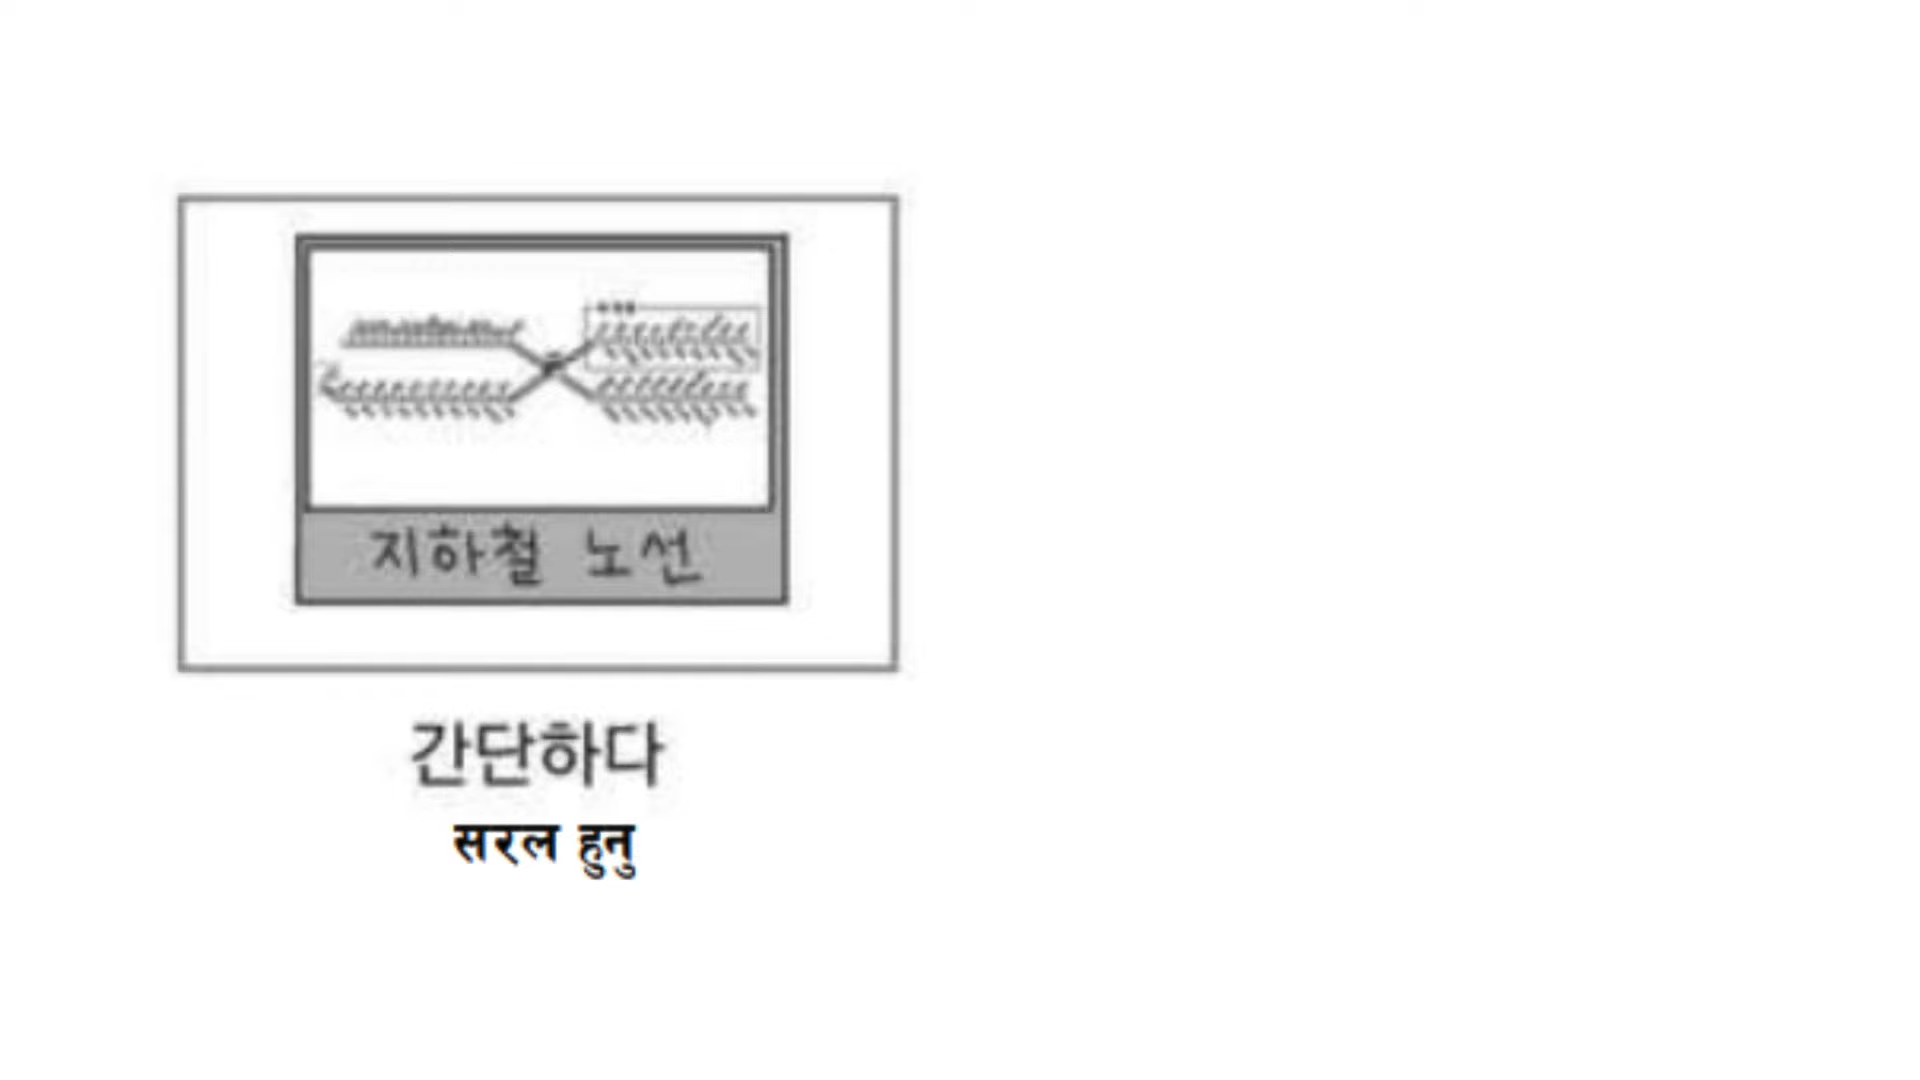 지하철 노선
간단하다
सरल हुनु